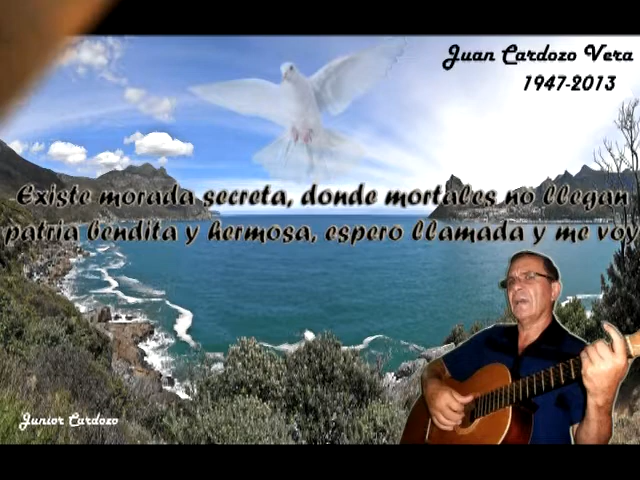 Juan Cardozo Vera
1947-2013
Existe morada secreta, donde mortales no llegan
patria bendita y hermosa, espero llamada y me voy
Junior Cardozo